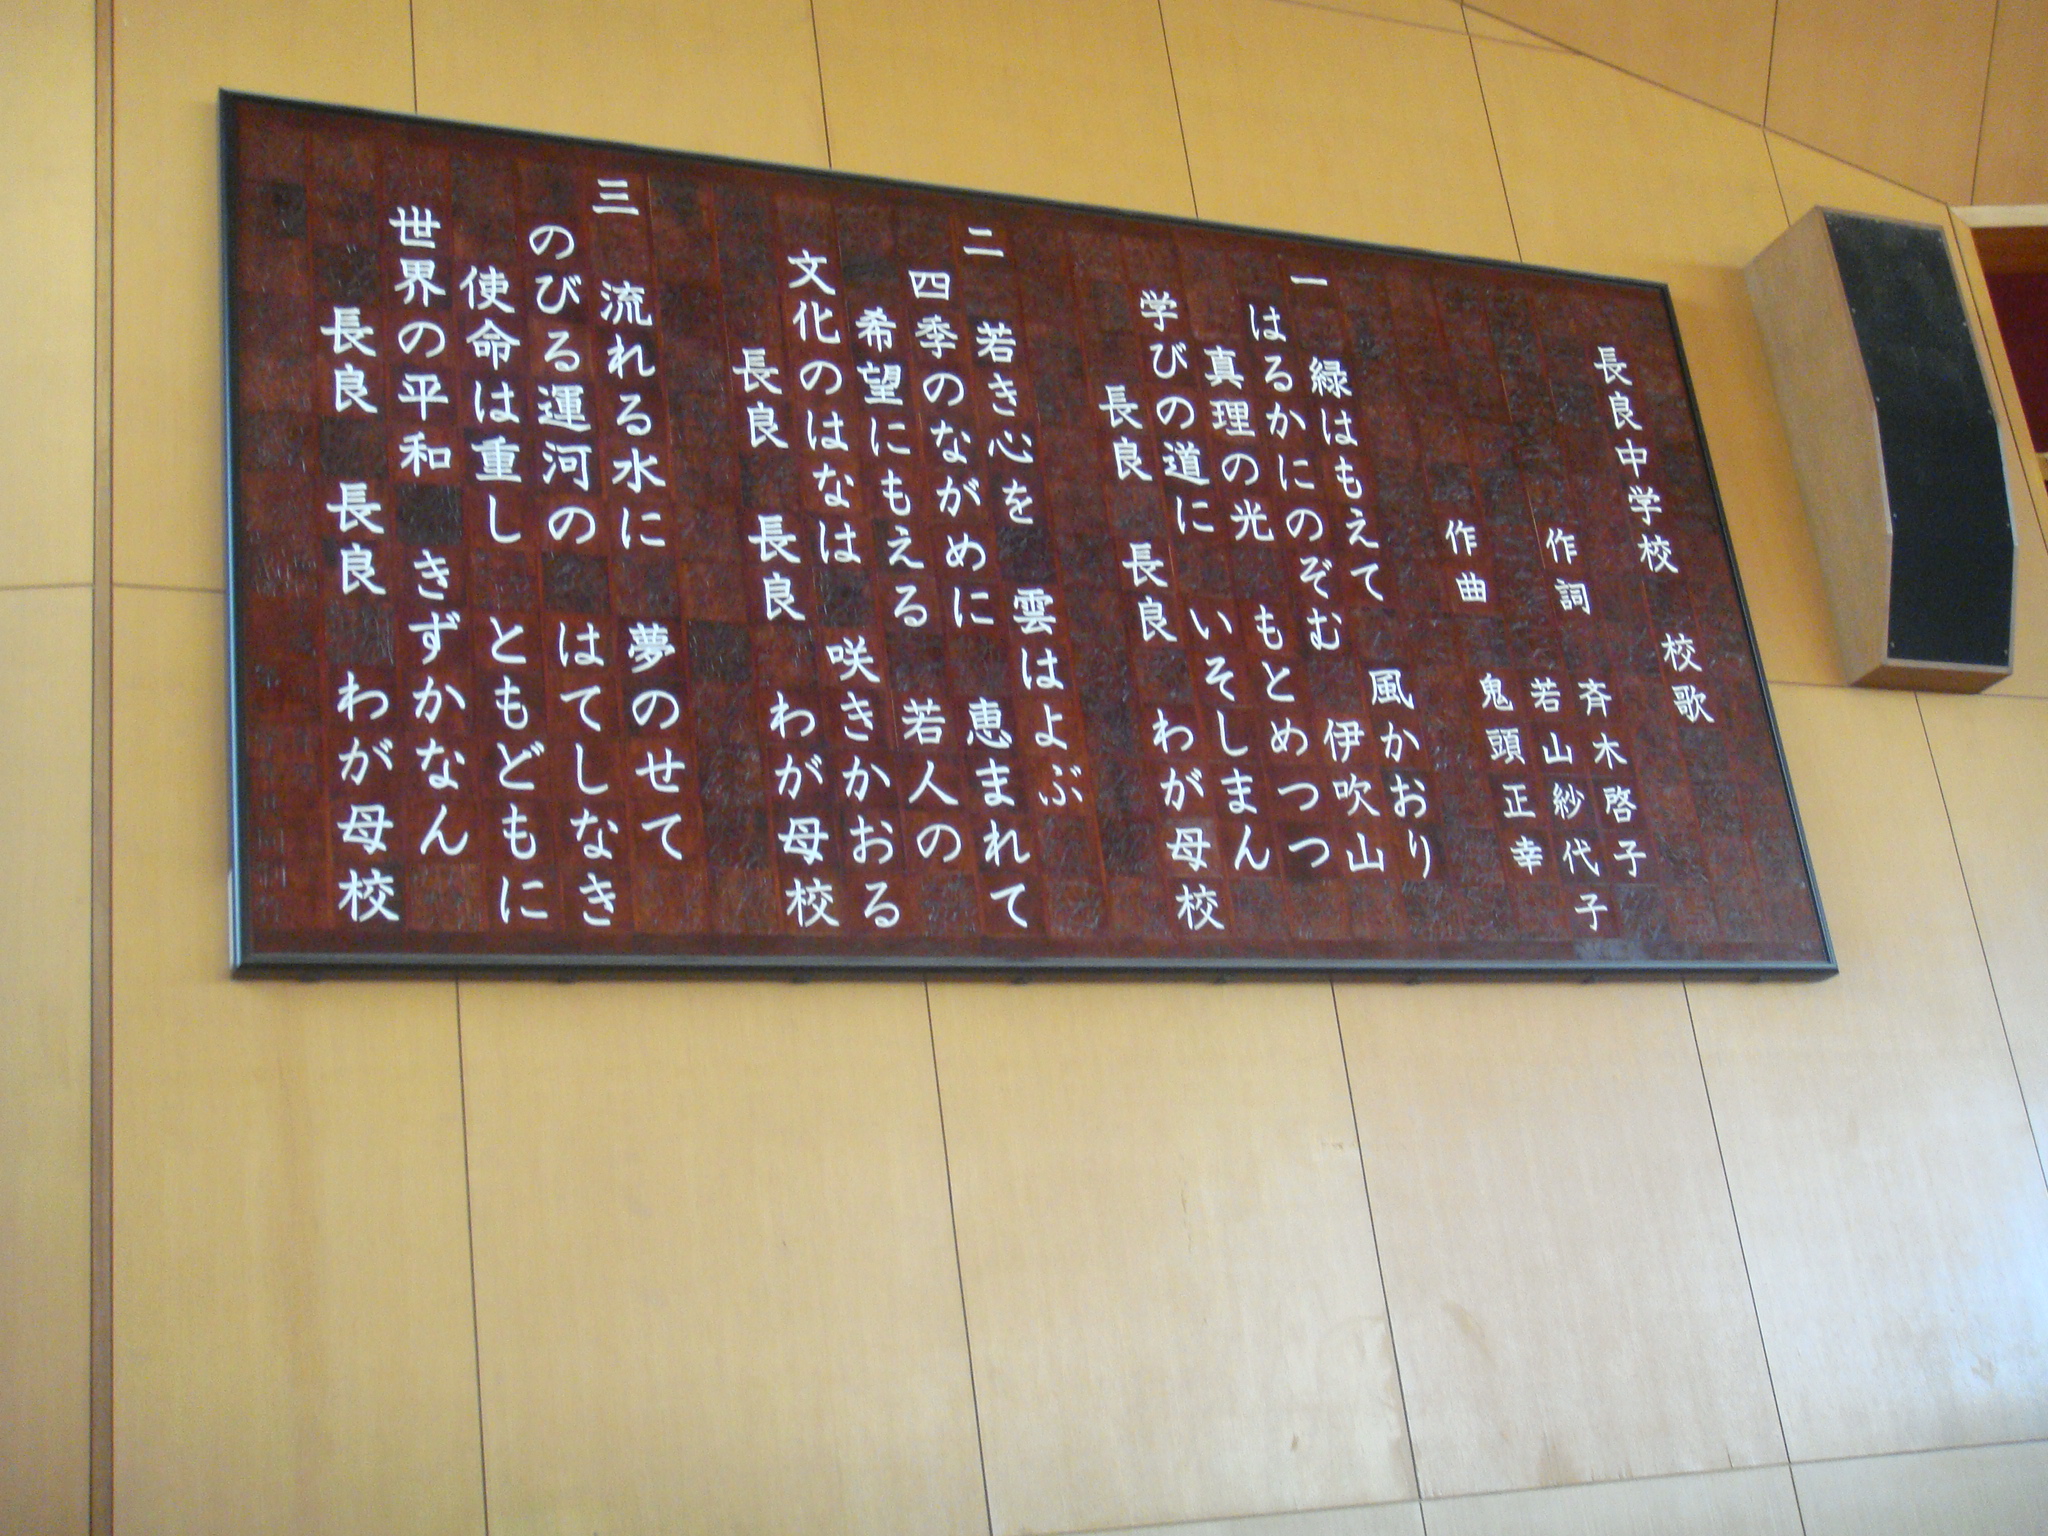 長良中学校　校歌
作詞　斉木啓子
若山紗代子
作曲　鬼頭正幸
一　緑はもえて　風かおり
はるかにのぞむ　伊吹山
真理の光　もとめつつ
学びの道に　いそしまん
長良　長良　わが母校
二　若き心を　雲はよぶ
四季のながめに　恵まれて
希望にもえる　若人の
文化のはなは　咲きかおる
長良　長良　わが母校
三　流れる水に　夢のせて
のびる運河の　はてしなき
使命は重し　ともどもに
世界の平和　きずかなん
長良　長良　わが母校